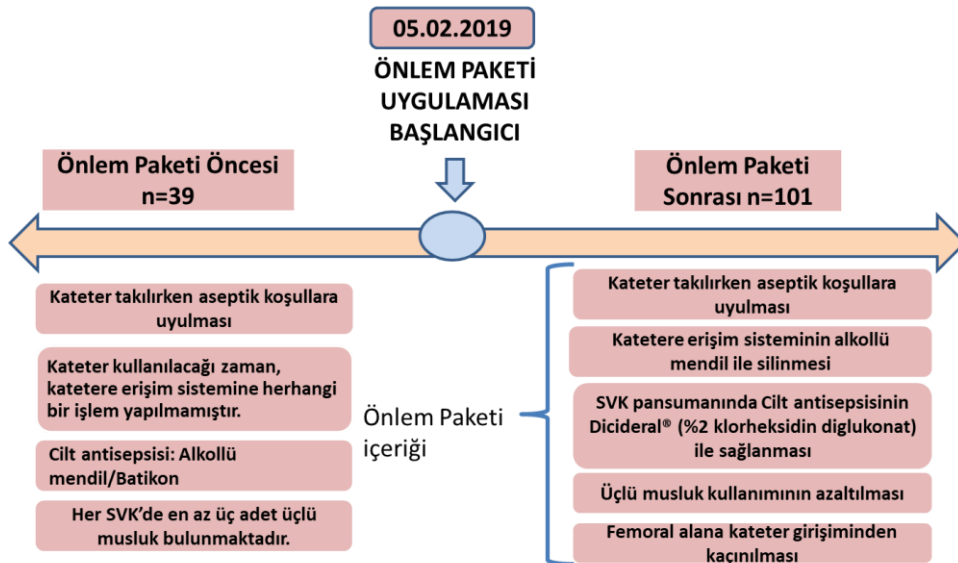 05.02.2019
ÖNLEM PAKETİ
UYGULAMASI
BAŞLANGICI
Önlem Paketi Öncesi
n=39
Önlem Paketi
Sonrası n=101
Kateter takılırken aseptik koşullara
uyulması
Kateter kullanılacağı zaman,
katetere erişim sistemine herhangi
bir işlem yapılmamıştır.
Cilt antisepsisi: Alkollü
mendil/Batikon
Her SVK’de en az üç adet üçlü
musluk bulunmaktadır.
Önlem Paketi
içeriği
Kateter takılırken aseptik koşullara
uyulması
Katetere erişim sisteminin alkollü
mendil ile silinmesi
SVK pansumanında Cilt antisepsisinin
Dicideral® (%2 klorheksidin diglukonat)
ile sağlanması
Üçlü musluk kullanımının azaltılması
Femoral alana kateter girişiminden
kaçınılması